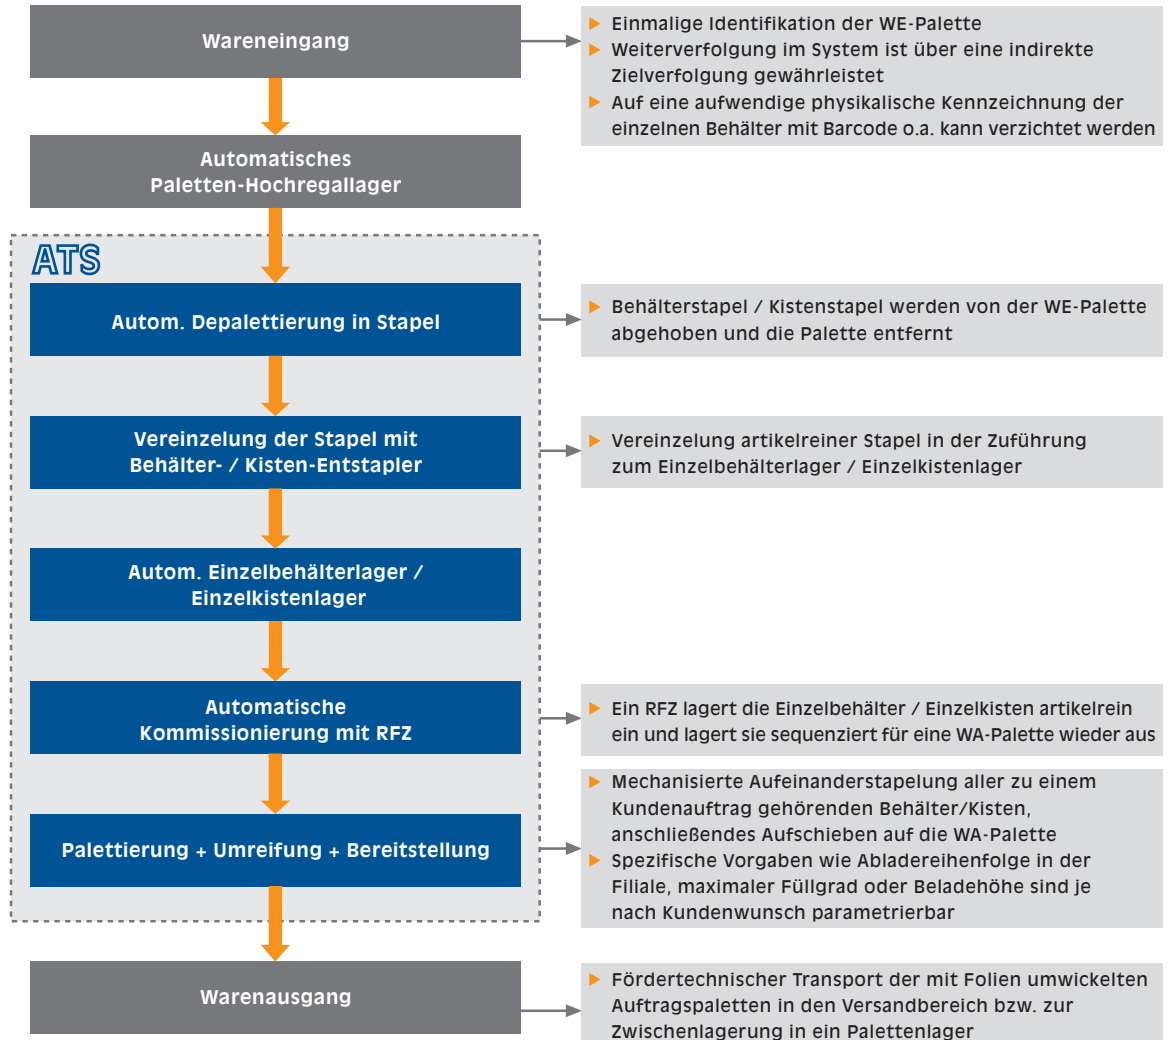 Wareneingang
Einmalige Identifikation der WE-Palette
Weiterverfolgung im System ist über eine indirekte
Zielverfolgung gewährleistet
Auf eine aufwendige physikalische Kennzeichnung der
einzelnen Behälter mit Barcode o.a. kann verzichtet werden
Automatisches
Paletten-Hochregallager
ATS
Autom. Depalettierung in Stapel
Behälterstapel / Kistenstapel werden von der WE-Palette
abgehoben und die Palette entfernt
Vereinzelung der Stapel mit
Behälter- / Kisten-Entstapler
Vereinzelung artikelreiner Stapel in der Zuführung
zum Einzelbehälterlager / Einzelkistenlager
Autom. Einzelbehälterlager /
Einzelkistenlager
Automatische
Kommissionierung mit RFZ
Ein RFZ lagert die Einzelbehälter / Einzelkisten artikelrein
ein und lagert sie sequenziert für eine WA-Palette wieder aus
Palettierung + Umreifung + Bereitstellung
Mechanisierte Aufeinanderstapelung aller zu einem
Kundenauftrag gehörenden Behälter/Kisten,
anschließendes Aufschieben auf die WA-Palette
Spezifische Vorgaben wie Abladereihenfolge in der
Filiale, maximaler Füllgrad oder Beladehöhe sind je
nach Kundenwunsch parametrierbar
Warenausgang
Fördertechnischer Transport der mit Folien umwickelten
Auftragspaletten in den Versandbereich bzw. zur
Zwischenlagerung in ein Palettenlager